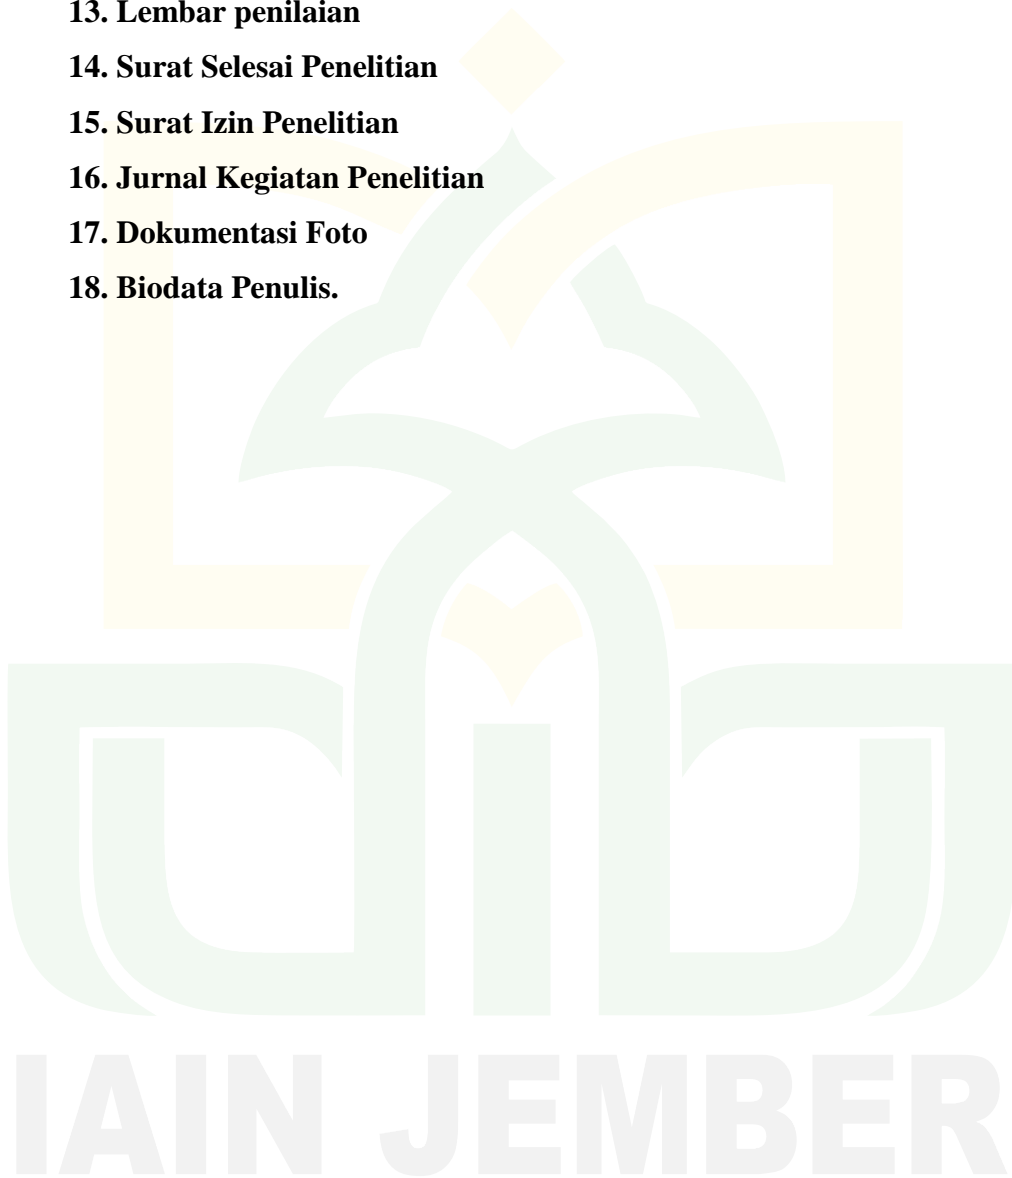 13. Lembar penilaian
14. Surat Selesai Penelitian
15. Surat Izin Penelitian
16. Jurnal Kegiatan Penelitian
17. Dokumentasi Foto
18. Biodata Penulis.
IAIN JEMBER